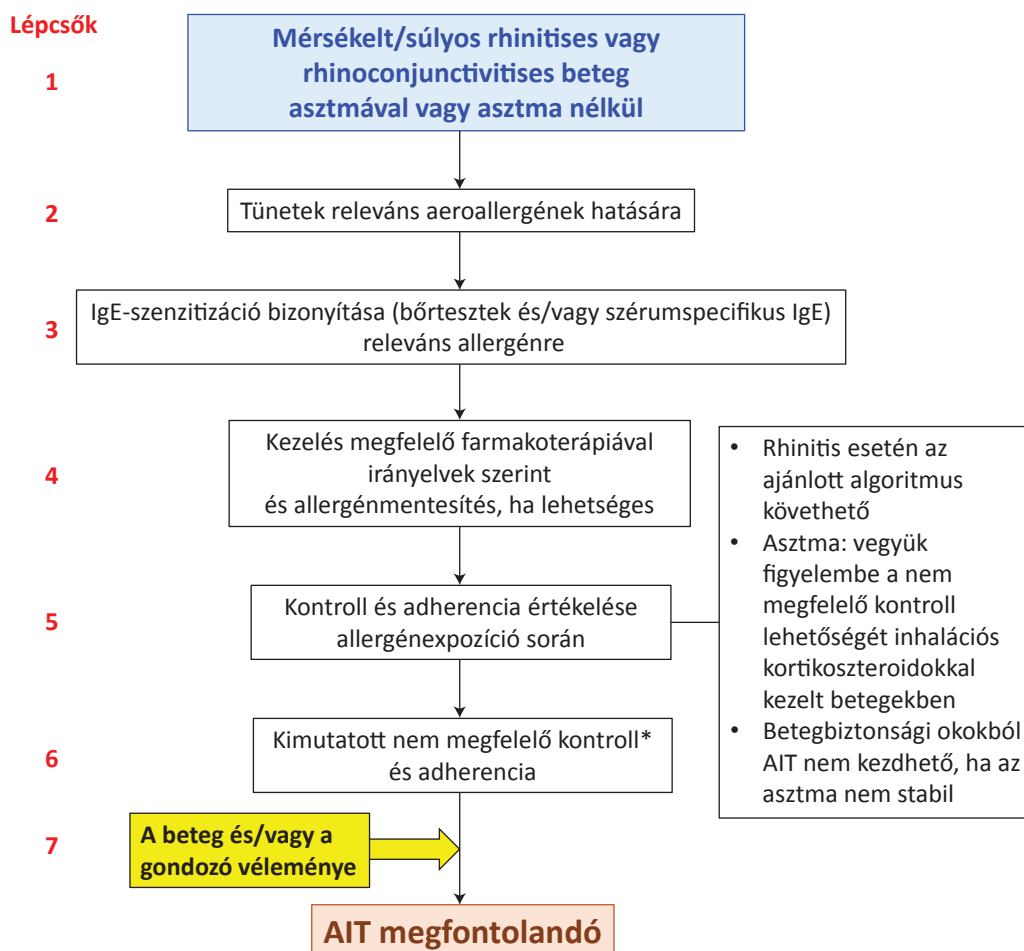 Lépcsők
1
Mérsékelt/súlyos rhinitises vagy
rhinoconjunctivitises beteg
asztmával vagy asztma nélkül
2
Tünetek releváns aeroallergének hatására
3
IgE-szenzitizáció bizonyítása (bőrtesztek és/vagy szérumspecifikus IgE)
releváns allergénre
4
Kezelés megfelelő farmakoterápiával
irányelvek szerint
és allergénmentesítés, ha lehetséges
5
Kontroll és adherencia értékelése
allergénexpozíció során
• Rhinitis esetén az
ajánlott algoritmus
követhető
• Asztma: vegyük
figyelembe a nem
megfelelő kontroll
lehetőségét inhalációs
kortikoszteroidokkal
kezelt betegekben
• Betegbiztonsági okokból
AIT nem kezdhető, ha az
asztma nem stabil
6
Kimutatott nem megfelelő kontroll*
és adherencia
7
A beteg és/vagy a
gondozó véleménye
AIT megfontolandó